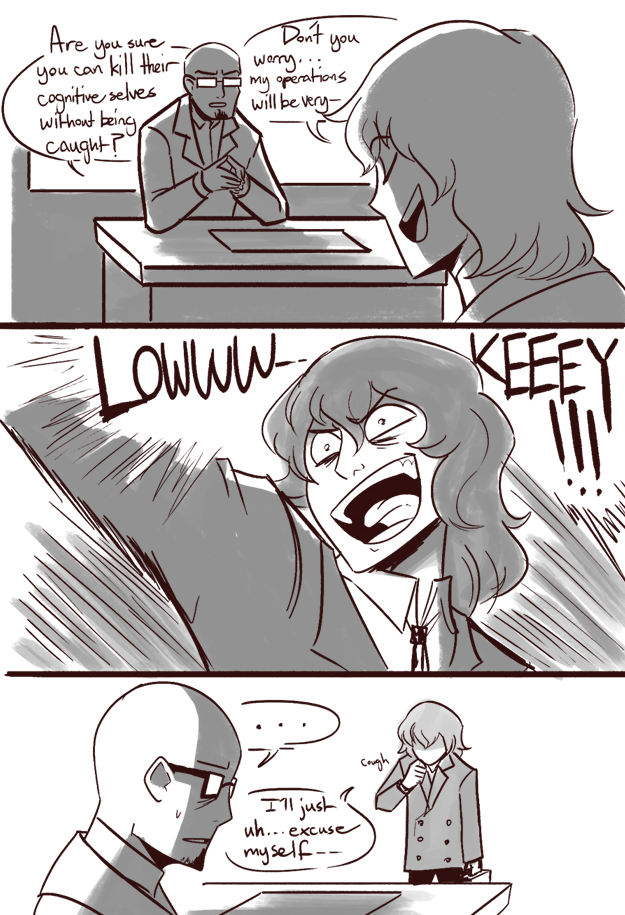 Are you sure
you can kill their
cognitive selves
without being
caught?
Don't you
worry...
my operations
will be very—
LOWWW---
KEEEY
!!!
...
cough
I'll just
uh... excuse
myself——